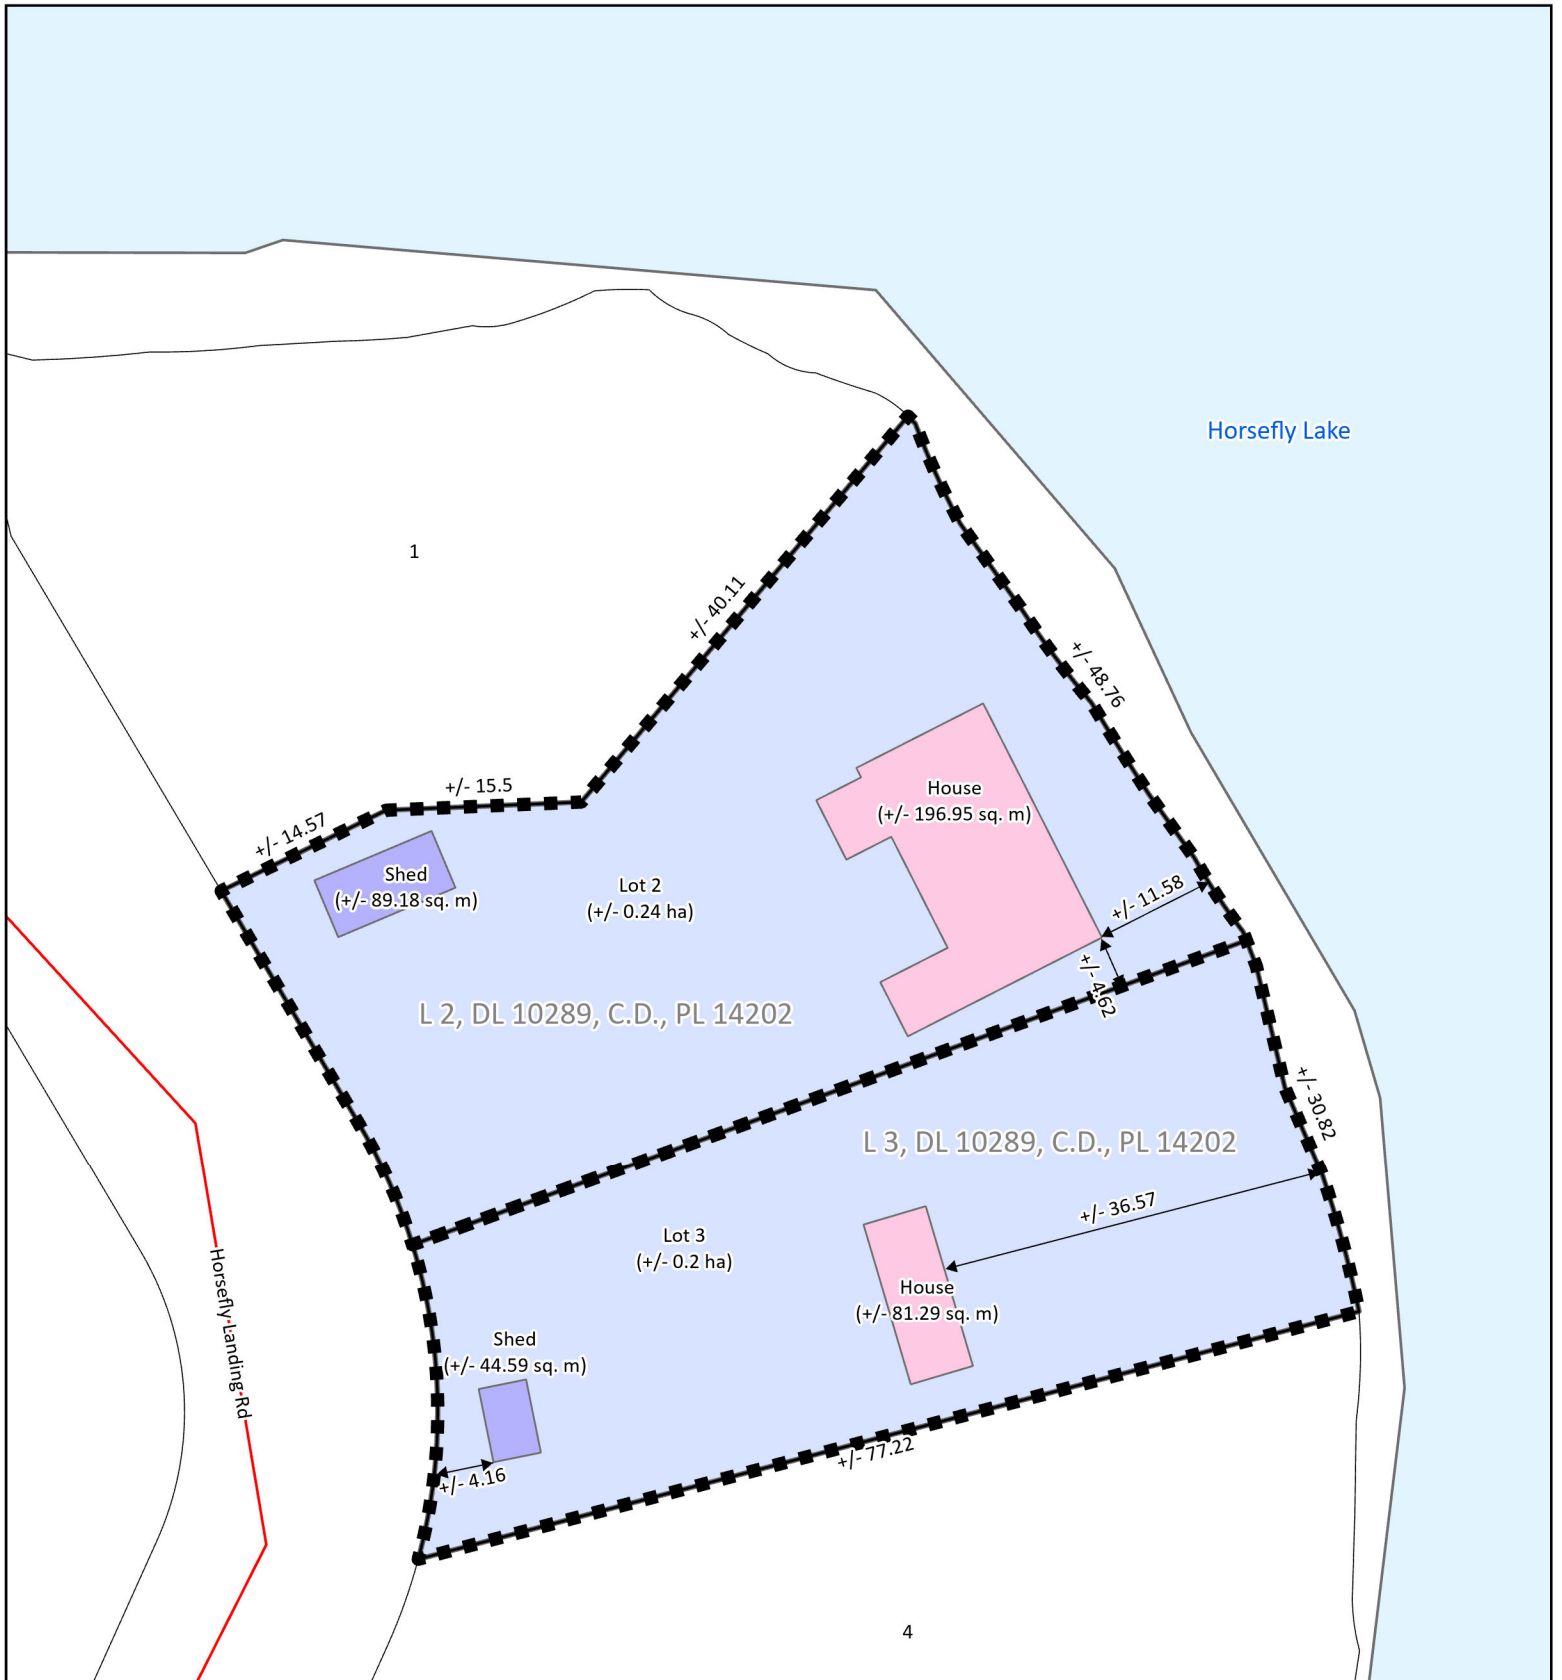 Horsefly Lake
1
+/- 40.11
+/- 48.76
+/- 15.5
+/- 14.57
House
(+/- 196.95 sq. m)
Shed
(+/- 89.18 sq. m)
Lot 2
(+/- 0.24 ha)
+/- 11.58
+/- 4.62
L 2, DL 10289, C.D., PL 14202
+/- 30.82
L 3, DL 10289, C.D., PL 14202
+/- 36.57
Lot 3
(+/- 0.2 ha)
House
(+/- 81.29 sq. m)
Horsefly Landing Rd
Shed
(+/- 44.59 sq. m)
+/- 4.16
+/- 77.22
4